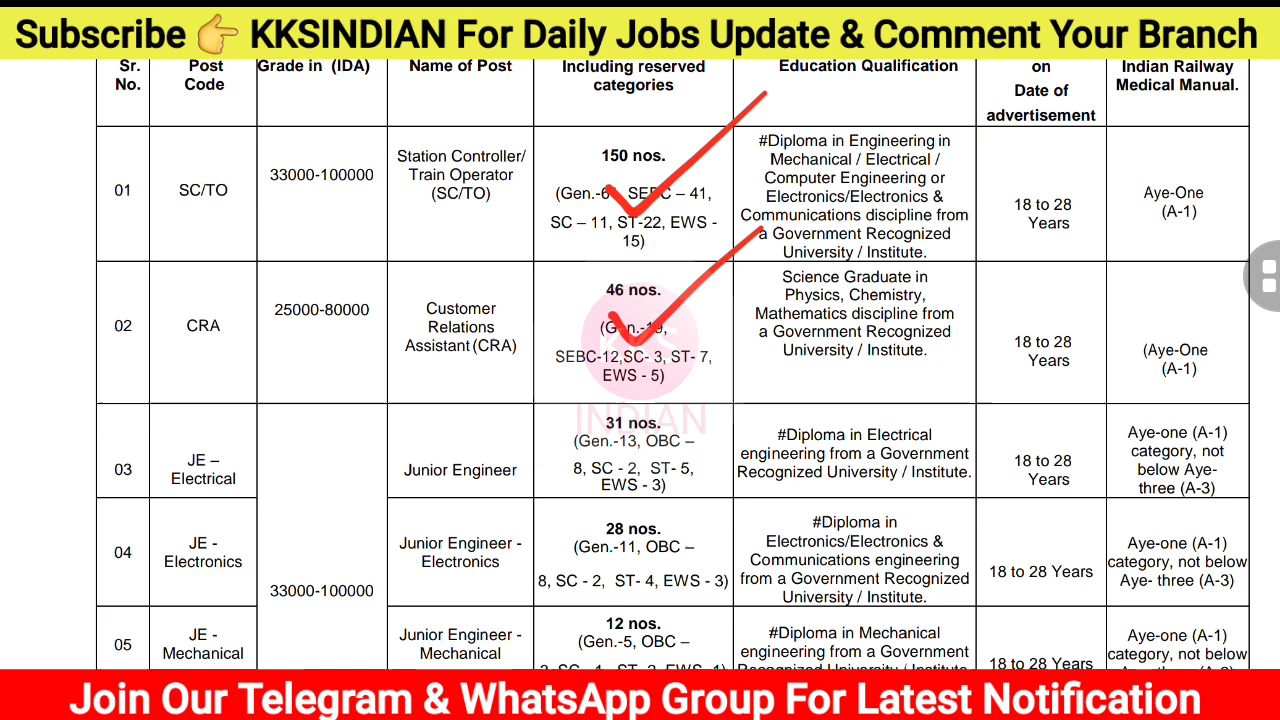 Subscribe 👉 KKSINDIAN For Daily Jobs Update & Comment Your Branch
Sr. No.
Post Code
Grade in (IDA)
Name of Post
Including reserved categories
Education Qualification
on
Date of
advertisement
Indian Railway
Medical Manual.
01
SC/TO
33000-100000
Station Controller/
Train Operator
(SC/TO)
150 nos.
(Gen.- SEBC – 41,
SC – 11, ST-22, EWS -
15)
#Diploma in Engineering in
Mechanical / Electrical /
Computer Engineering or
Electronics/Electronics &
Communications discipline from
a Government Recognized
University / Institute.
18 to 28
Years
Aye-One
(A-1)
02
CRA
25000-80000
Customer
Relations
Assistant (CRA)
46 nos.
(Gen.-19,
SEBC-12,SC- 3, ST- 7,
EWS - 5)
Science Graduate in
Physics, Chemistry,
Mathematics discipline from
a Government Recognized
University / Institute.
18 to 28
Years
(Aye-One
(A-1)
KKS
INDIAN
03
JE –
Electrical
Junior Engineer
31 nos.
(Gen.-13, OBC –
8, SC - 2, ST- 5,
EWS - 3)
#Diploma in Electrical
engineering from a Government
Recognized University / Institute.
18 to 28
Years
Aye-one (A-1)
category, not
below Aye-
three (A-3)
04
JE -
Electronics
33000-100000
Junior Engineer -
Electronics
28 nos.
(Gen.-11, OBC –
8, SC - 2, ST- 4, EWS - 3)
#Diploma in
Electronics/Electronics &
Communications engineering
from a Government Recognized
University / Institute.
18 to 28 Years
Aye-one (A-1)
category, not below
Aye- three (A-3)
05
JE -
Mechanical
Junior Engineer -
Mechanical
12 nos.
(Gen.-5, OBC –
#Diploma in Mechanical
engineering from a Government
Recognized University / Institute
18 to 28 Years
Aye-one (A-1)
category, not below
Join Our Telegram & WhatsApp Group For Latest Notification